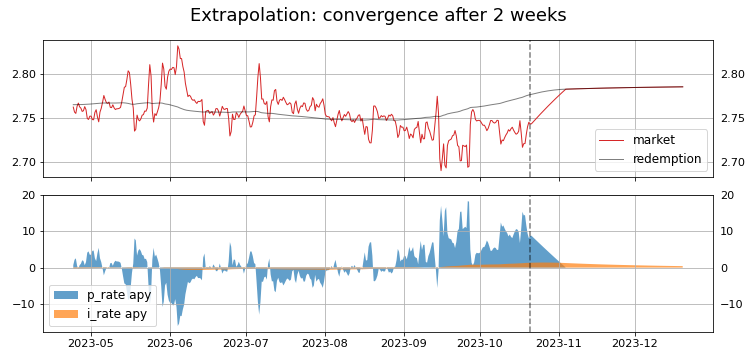 Extrapolation: convergence after 2 weeks
2.80
2.80
2.75
2.75
2.70
2.70
market
redemption
20
20
10
10
0
0
−10
−10
p_rate apy
i_rate apy
2023-05 2023-06 2023-07 2023-08 2023-09 2023-10 2023-11 2023-12